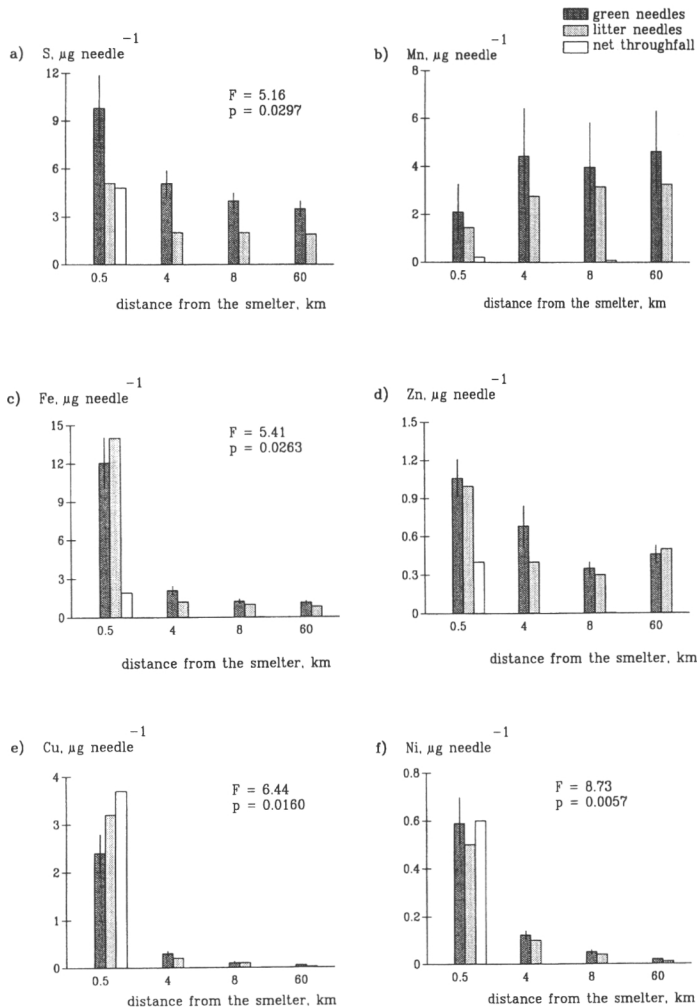 green needles
litter needles
net throughfall
a) S, μg needle⁻¹
12
9
6
3
0
F = 5.16
p = 0.0297
0.5 4 8 60
distance from the smelter, km
b) Mn, μg needle⁻¹
8
6
4
2
0
0.5 4 8 60
distance from the smelter, km
c) Fe, μg needle⁻¹
15
12
9
6
3
0
F = 5.41
p = 0.0263
0.5 4 8 60
distance from the smelter, km
d) Zn, μg needle⁻¹
1.5
1.2
0.9
0.6
0.3
0
0.5 4 8 60
distance from the smelter, km
e) Cu, μg needle⁻¹
4
3
2
1
0
F = 6.44
p = 0.0160
0.5 4 8 60
distance from the smelter, km
f) Ni, μg needle⁻¹
0.8
0.6
0.4
0.2
0
F = 8.73
p = 0.0057
0.5 4 8 60
distance from the smelter, km